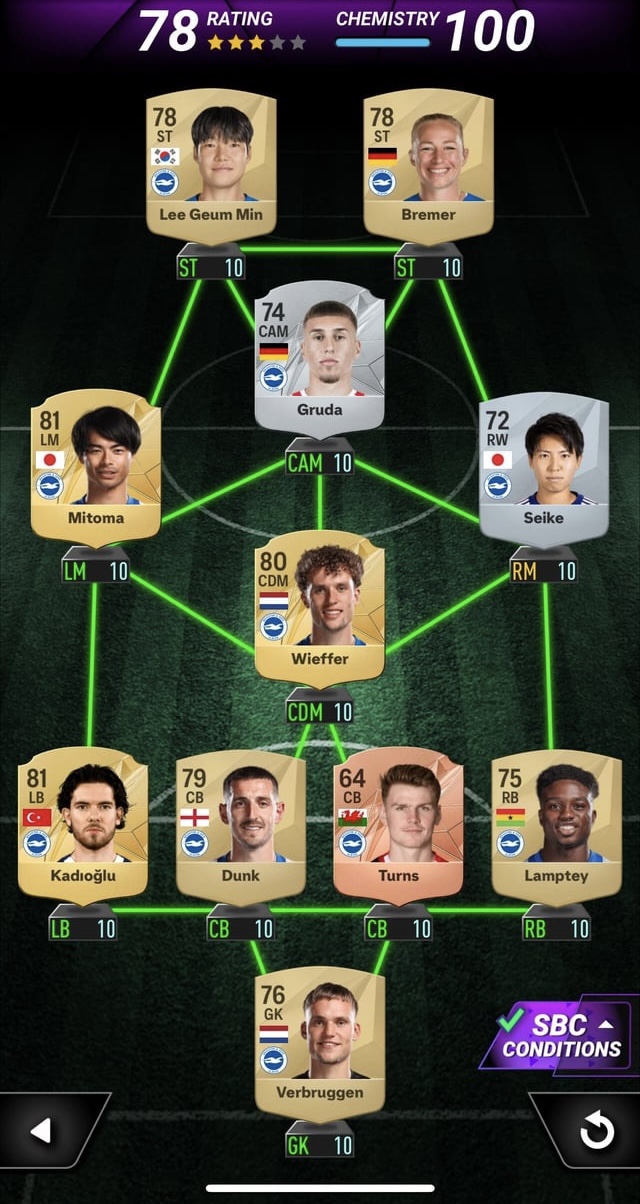 78 RATING CHEMISTRY 100
78
ST
Lee Geum Min
ST 10
78
ST
Bremer
ST 10
74
CAM
Gruda
CAM 10
81
LM
Mitoma
LM 10
72
RW
Seike
RM 10
80
CDM
Wieffer
CDM 10
81
LB
Kadıoğlu
LB 10
79
CB
Dunk
CB 10
64
CB
Turns
CB 10
75
RB
Lamptey
RB 10
76
GK
Verbruggen
GK 10
SBC
CONDITIONS